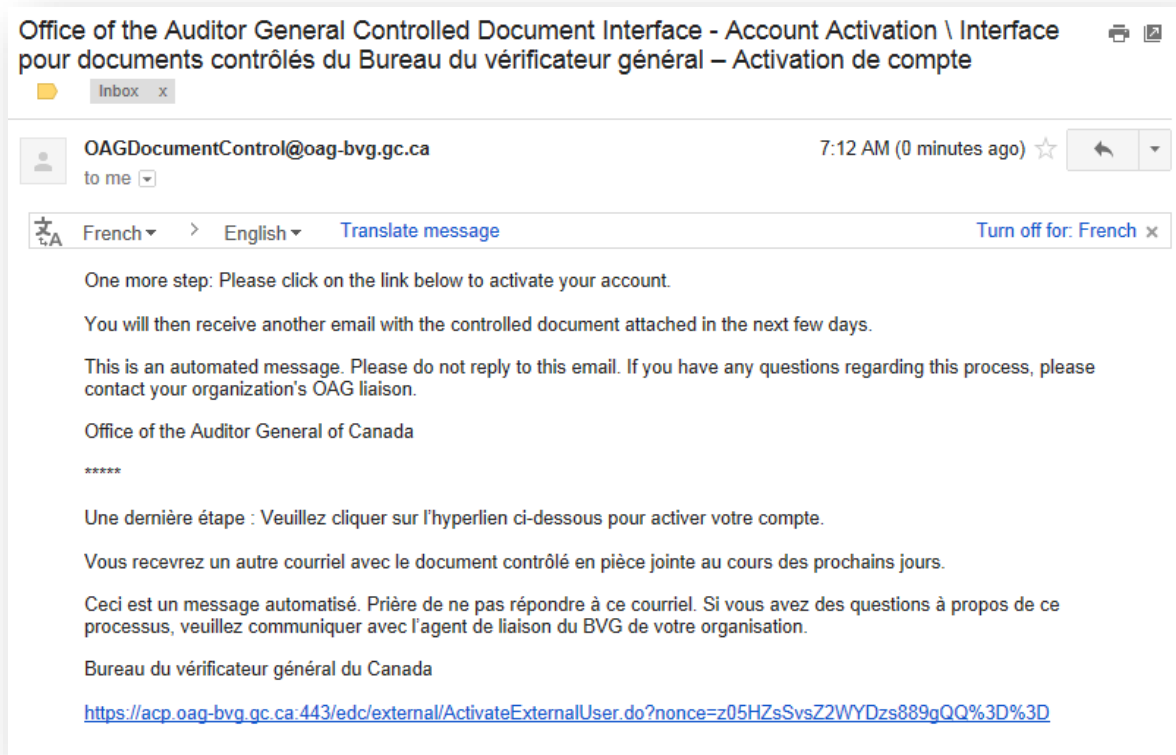 Office of the Auditor General Controlled Document Interface - Account Activation \ Interface
pour documents contrôlés du Bureau du vérificateur général – Activation de compte
Inbox x
OAGDocumentControl@oag-bvg.gc.ca
7:12 AM (0 minutes ago)
to me
French > English Translate message Turn off for: French x
One more step: Please click on the link below to activate your account.
You will then receive another email with the controlled document attached in the next few days.
This is an automated message. Please do not reply to this email. If you have any questions regarding this process, please
contact your organization's OAG liaison.
Office of the Auditor General of Canada
*****
Une dernière étape : Veuillez cliquer sur l'hyperlien ci-dessous pour activer votre compte.
Vous recevrez un autre courriel avec le document contrôlé en pièce jointe au cours des prochains jours.
Ceci est un message automatisé. Prière de ne pas répondre à ce courriel. Si vous avez des questions à propos de ce
processus, veuillez communiquer avec l'agent de liaison du BVG de votre organisation.
Bureau du vérificateur général du Canada
https://acp.oag-bvg.gc.ca:443/edc/external/ActivateExternalUser.do?nonce=z05HZsSvsZ2WYDzs889gQQ%3D%3D